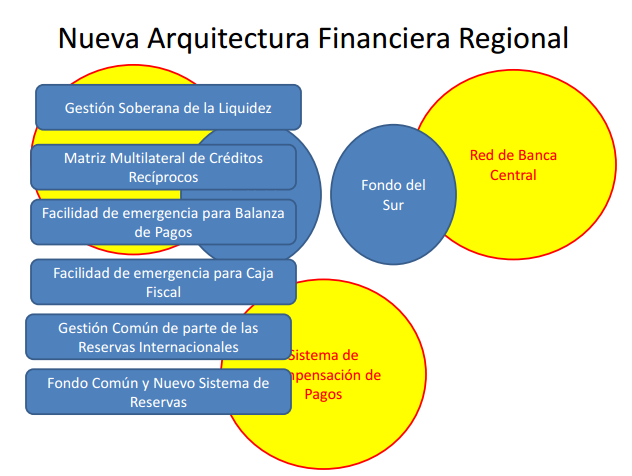 Nueva Arquitectura Financiera Regional
Gestión Soberana de la Liquidez
Matriz Multilateral de Créditos
Recíprocos
Facilidad de emergencia para Balanza
de Pagos
Facilidad de emergencia para Caja
Fiscal
Gestión Común de parte de las
Reservas Internacionales
Fondo Común y Nuevo Sistema de
Reservas
Fondo del
Sur
Red de Banca
Central
Sistema de
mpensación de
Pagos